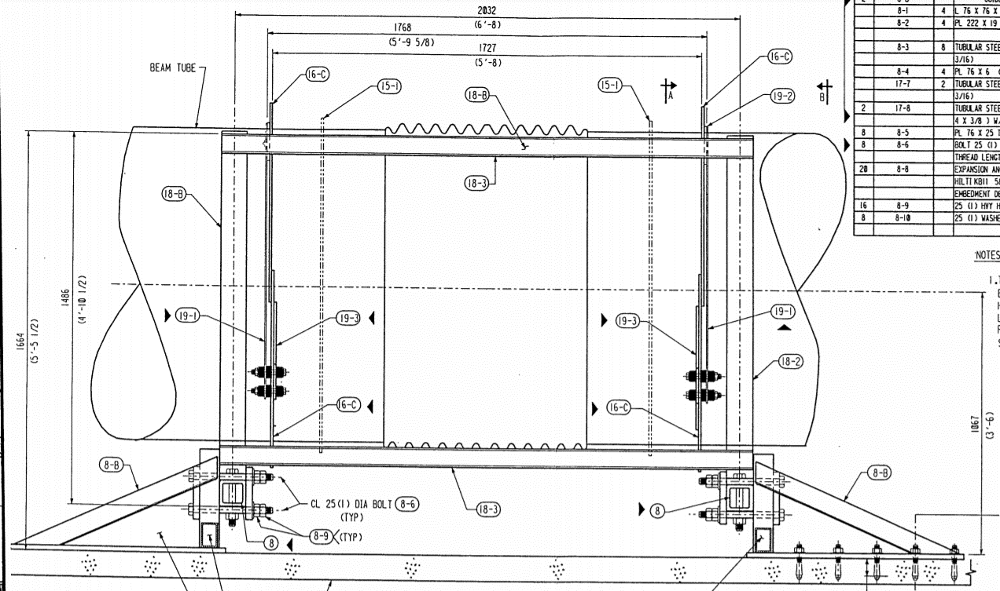 2032
(6'-8)
1768
(5'-9 5/8)
1727
(5'-8)
BEAM TUBE
16-C
15-1
18-B
15-1
A
B
16-C
19-2
18-B
18-3
1664
(5'-5 1/2)
1486
(4'-10 1/2)
19-1
19-3
19-3
19-1
18-2
16-C
16-C
1067
(3'-6)
8-B
8-B
CL 25(1) DIA BOLT 8-6
(TYP)
8-9 (TYP)
8
18-3
8
8-1 4 L 76 X 76 X
8-2 4 PL 222 X 19
8-3 8 TUBULAR STEE
3/16)
8-4 4 PL 76 X 6
17-7 2 TUBULAR STEE
3/16)
2 17-8 TUBULAR STEE
4 X 3/8 ) W/
8 8-5 PL 76 X 25 T
8 8-6 BOLT 25 (1)
THREAD LENGT
20 8-8 EXPANSION AN
HILTI KBII 5/
EMBEDMENT DE
16 8-9 25 (1) HVY H
8 8-10 25 (1) WASHE
NOTES
1.